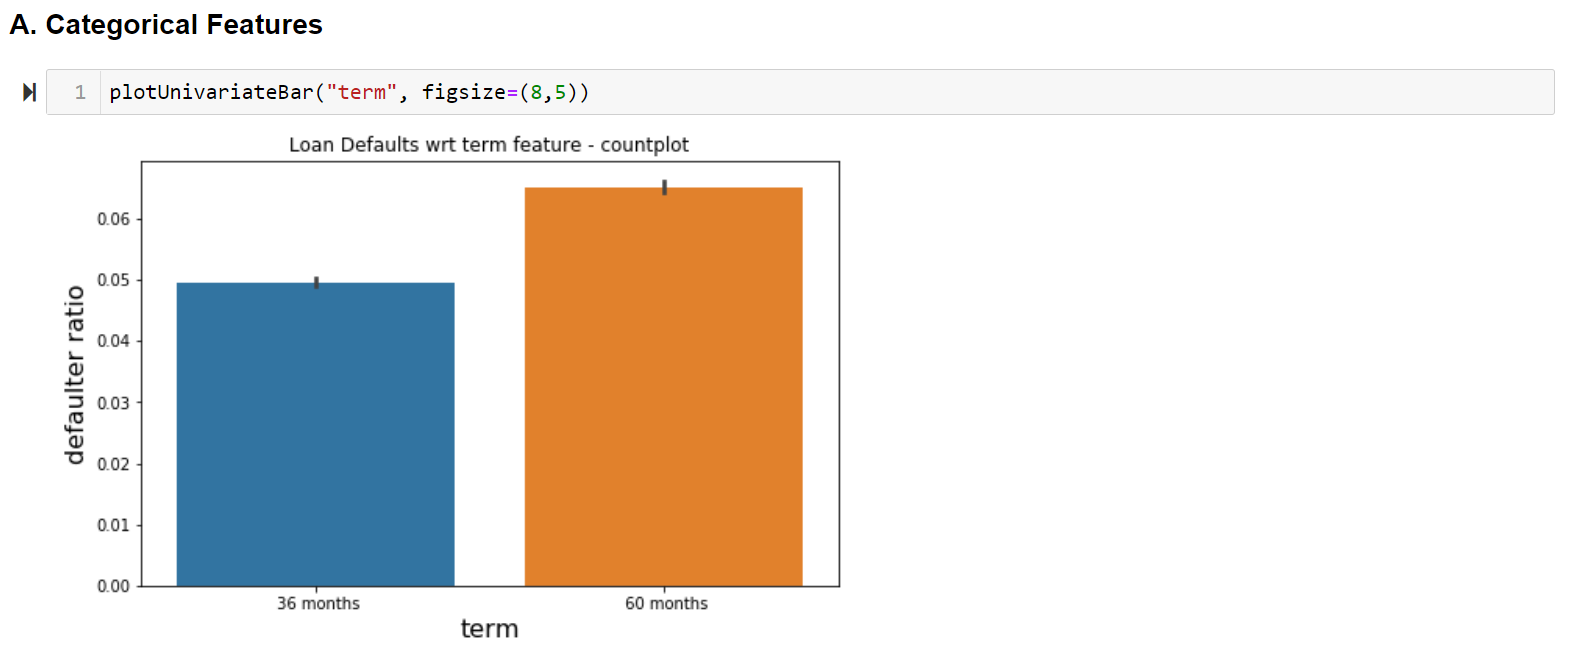 A. Categorical Features
1 plotUnivariateBar("term", figsize=(8,5))
Loan Defaults wrt term feature - countplot
defaulter ratio
0.06
0.05
0.04
0.03
0.02
0.01
0.00
36 months 60 months
term